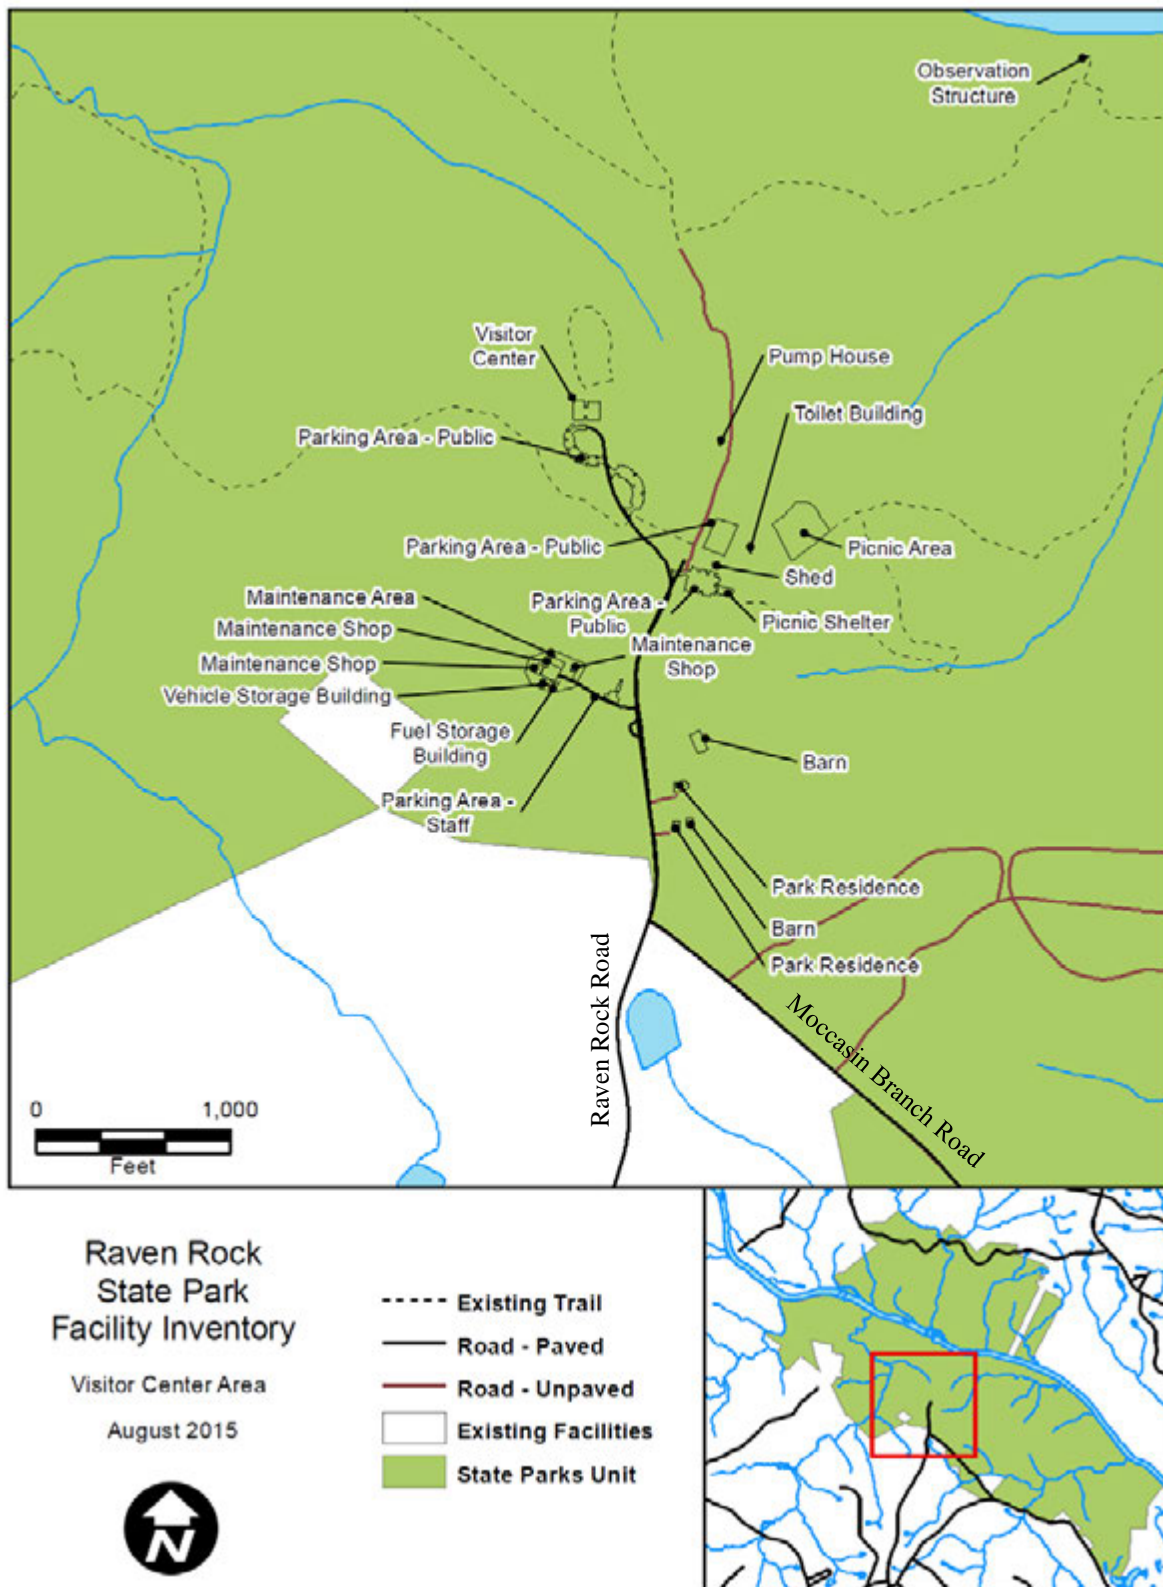 Observation
Structure
Visitor
Center
Pump House
Toilet Building
Parking Area - Public
Parking Area - Public
Picnic Area
Shed
Maintenance Area
Parking Area -
Public
Picnic Shelter
Maintenance Shop
Maintenance
Shop
Maintenance Shop
Vehicle Storage Building
Fuel Storage
Building
Barn
Parking Area -
Staff
Park Residence
Barn
Park Residence
Raven Rock Road
Moccasin Branch Road
0 1,000
Feet
Raven Rock
State Park
Facility Inventory
Visitor Center Area
August 2015
N
Existing Trail
Road - Paved
Road - Unpaved
Existing Facilities
State Parks Unit